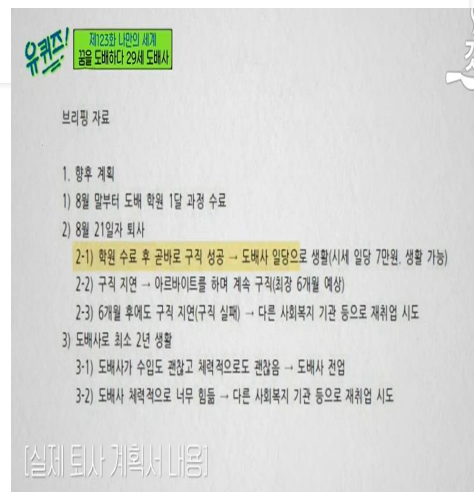 유퀴즈!
제123화 나만의 세계
꿈을 도배하다 29세 도배사
브리핑 자료
1. 향후 계획
1) 8월 말부터 도배 학원 1달 과정 수료
2) 8월 21일자 퇴사
2-1) 학원 수료 후 곧바로 구직 성공 → 도배사 일당으로 생활(시세 일당 7만원. 생활 가능)
2-2) 구직 지연 → 아르바이트를 하며 계속 구직(최장 6개월 예상)
2-3) 6개월 후에도 구직 지연(구직 실패) → 다른 사회복지 기관 등으로 재취업 시도
3) 도배사로 최소 2년 생활
3-1) 도배사가 수입도 괜찮고 체력적으로도 괜찮음 → 도배사 전업
3-2) 도배사 체력적으로 너무 힘듦 → 다른 사회복지 기관 등으로 재취업 시도
[실제 퇴사 계획서 내용]